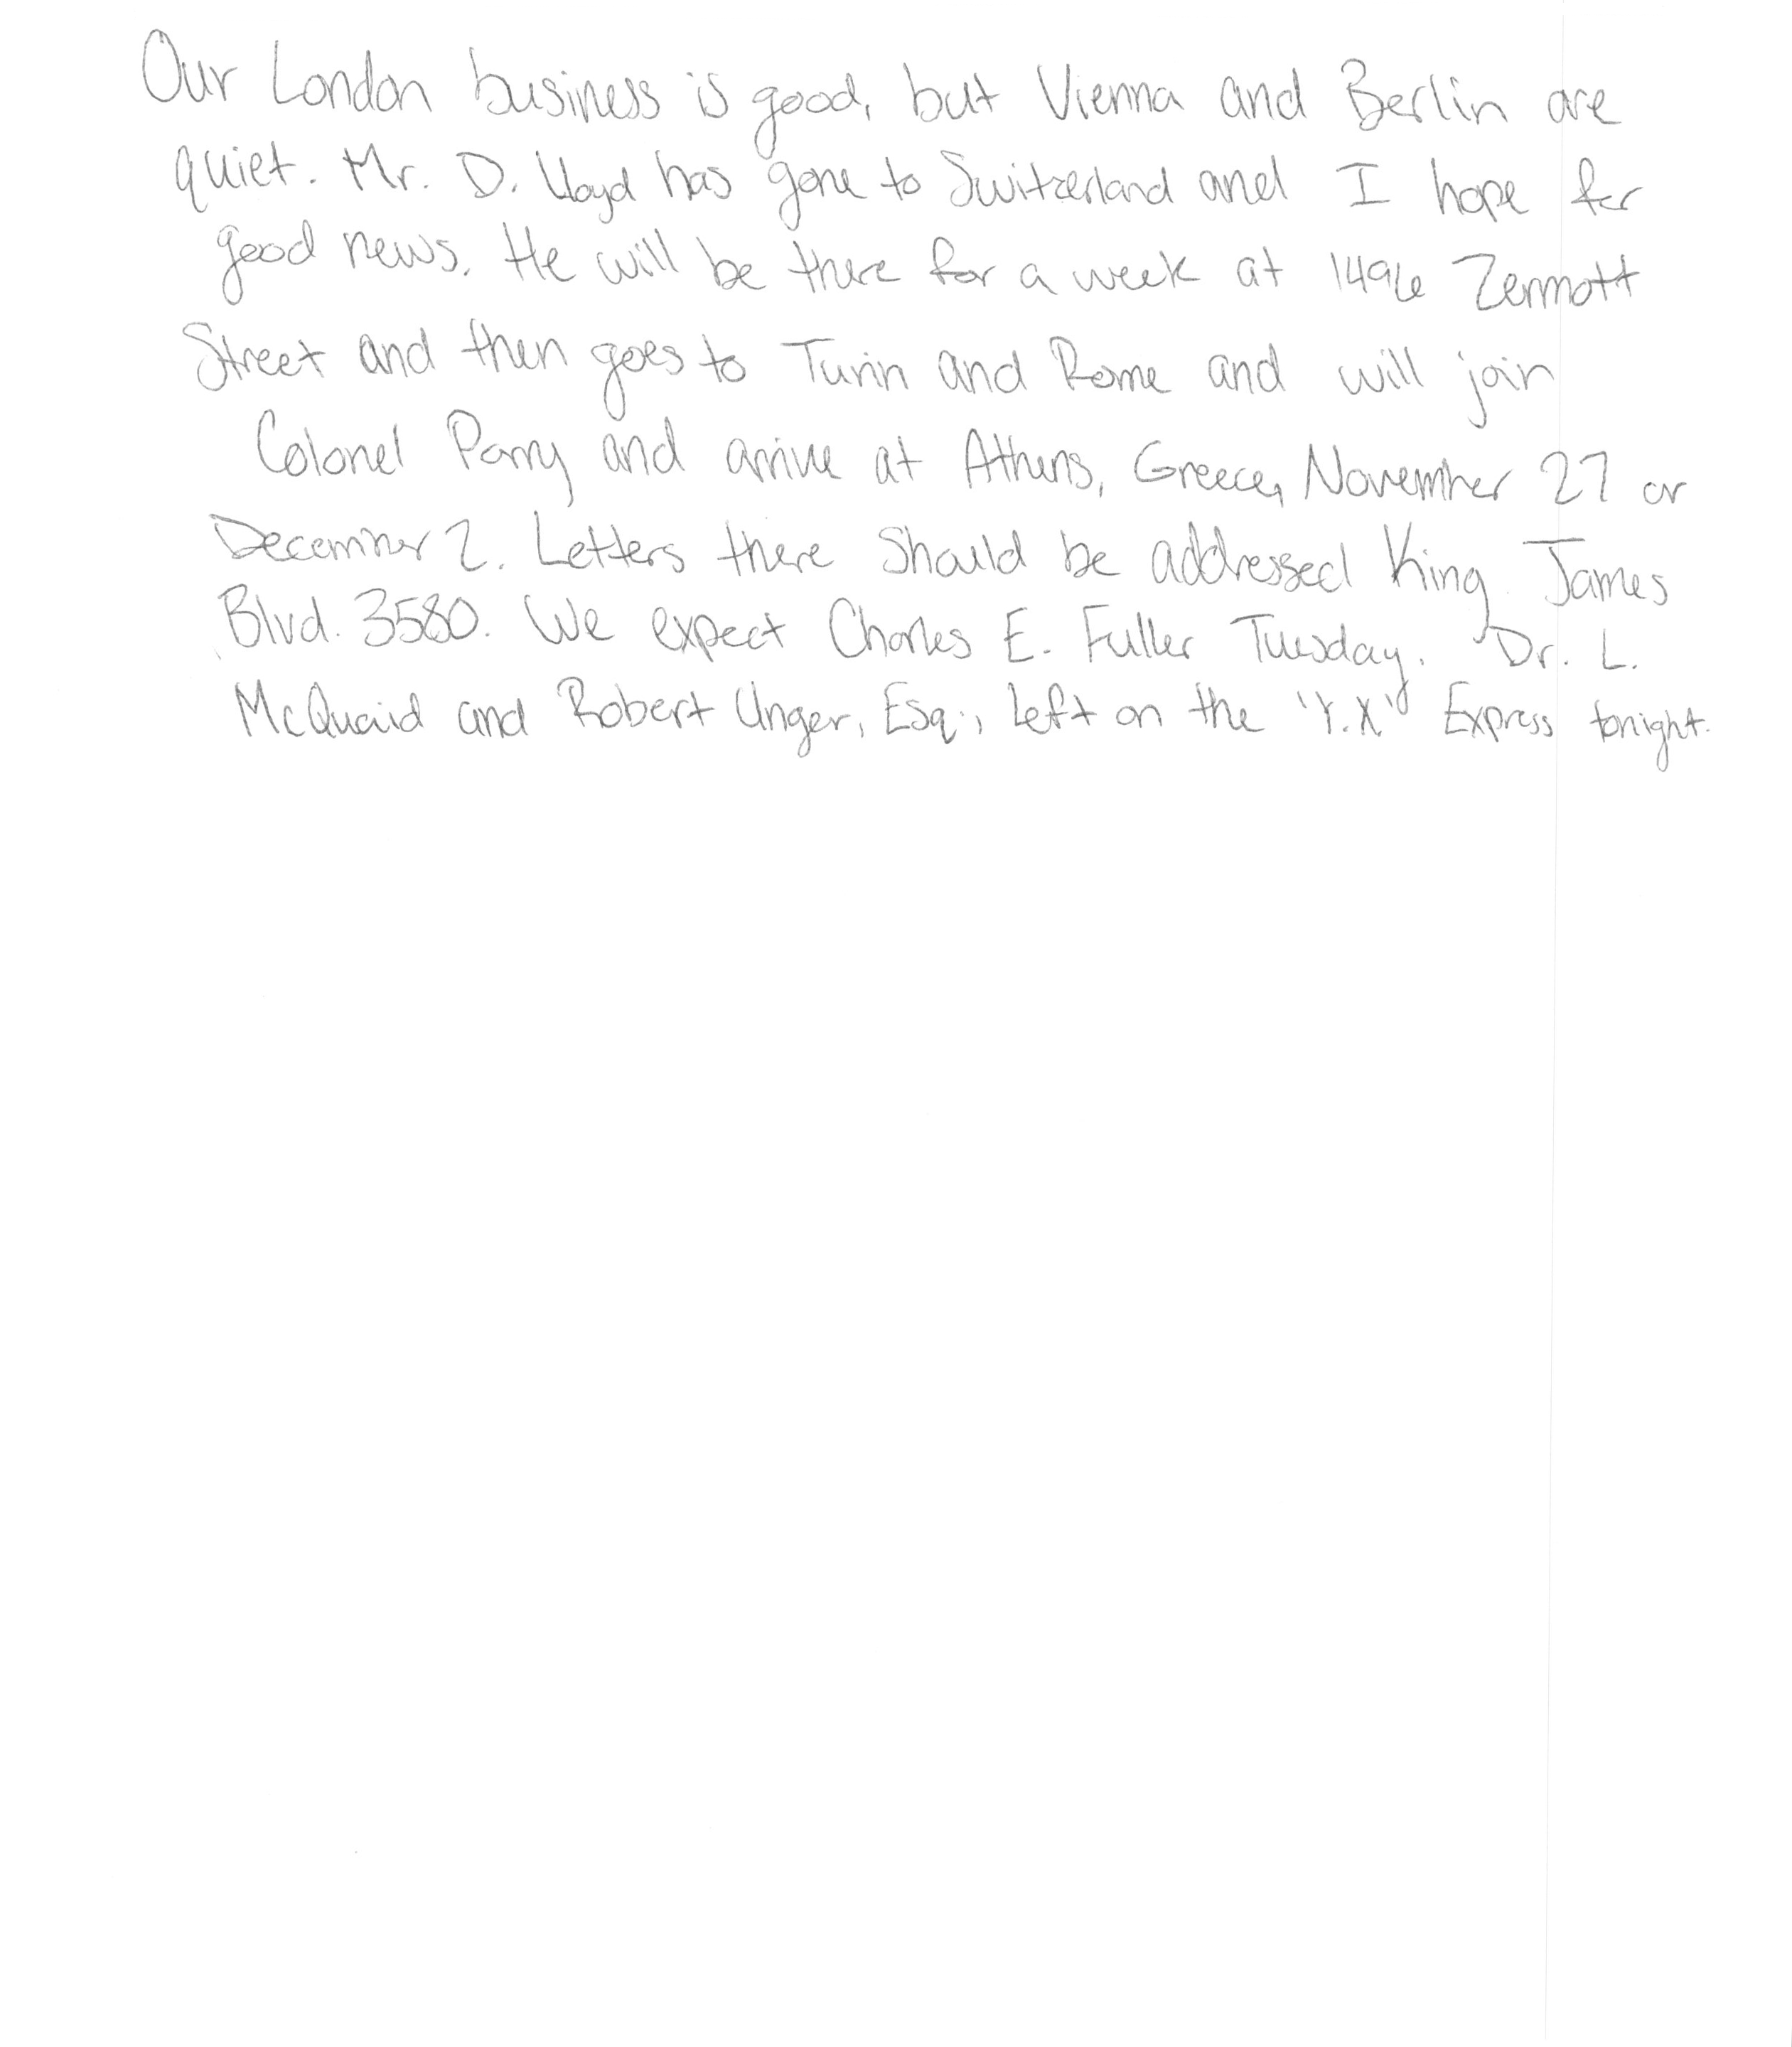 Our London business is good, but Vienna and Berlin are
quiet. Mr. D. Lloyd has gone to Switzerland and I hope for
good news. He will be there for a week at 1496 Zermott
Street and then goes to Turin and Rome and will join
Colonel Parry and arrive at Athens, Greece, November 27 or
December 2. Letters there should be addressed King James
Blvd. 3580. We expect Charles E. Fuller Tuesday. Dr. L.
McQuaid and Robert Unger, Esq., left on the "Y.X." Express tonight.